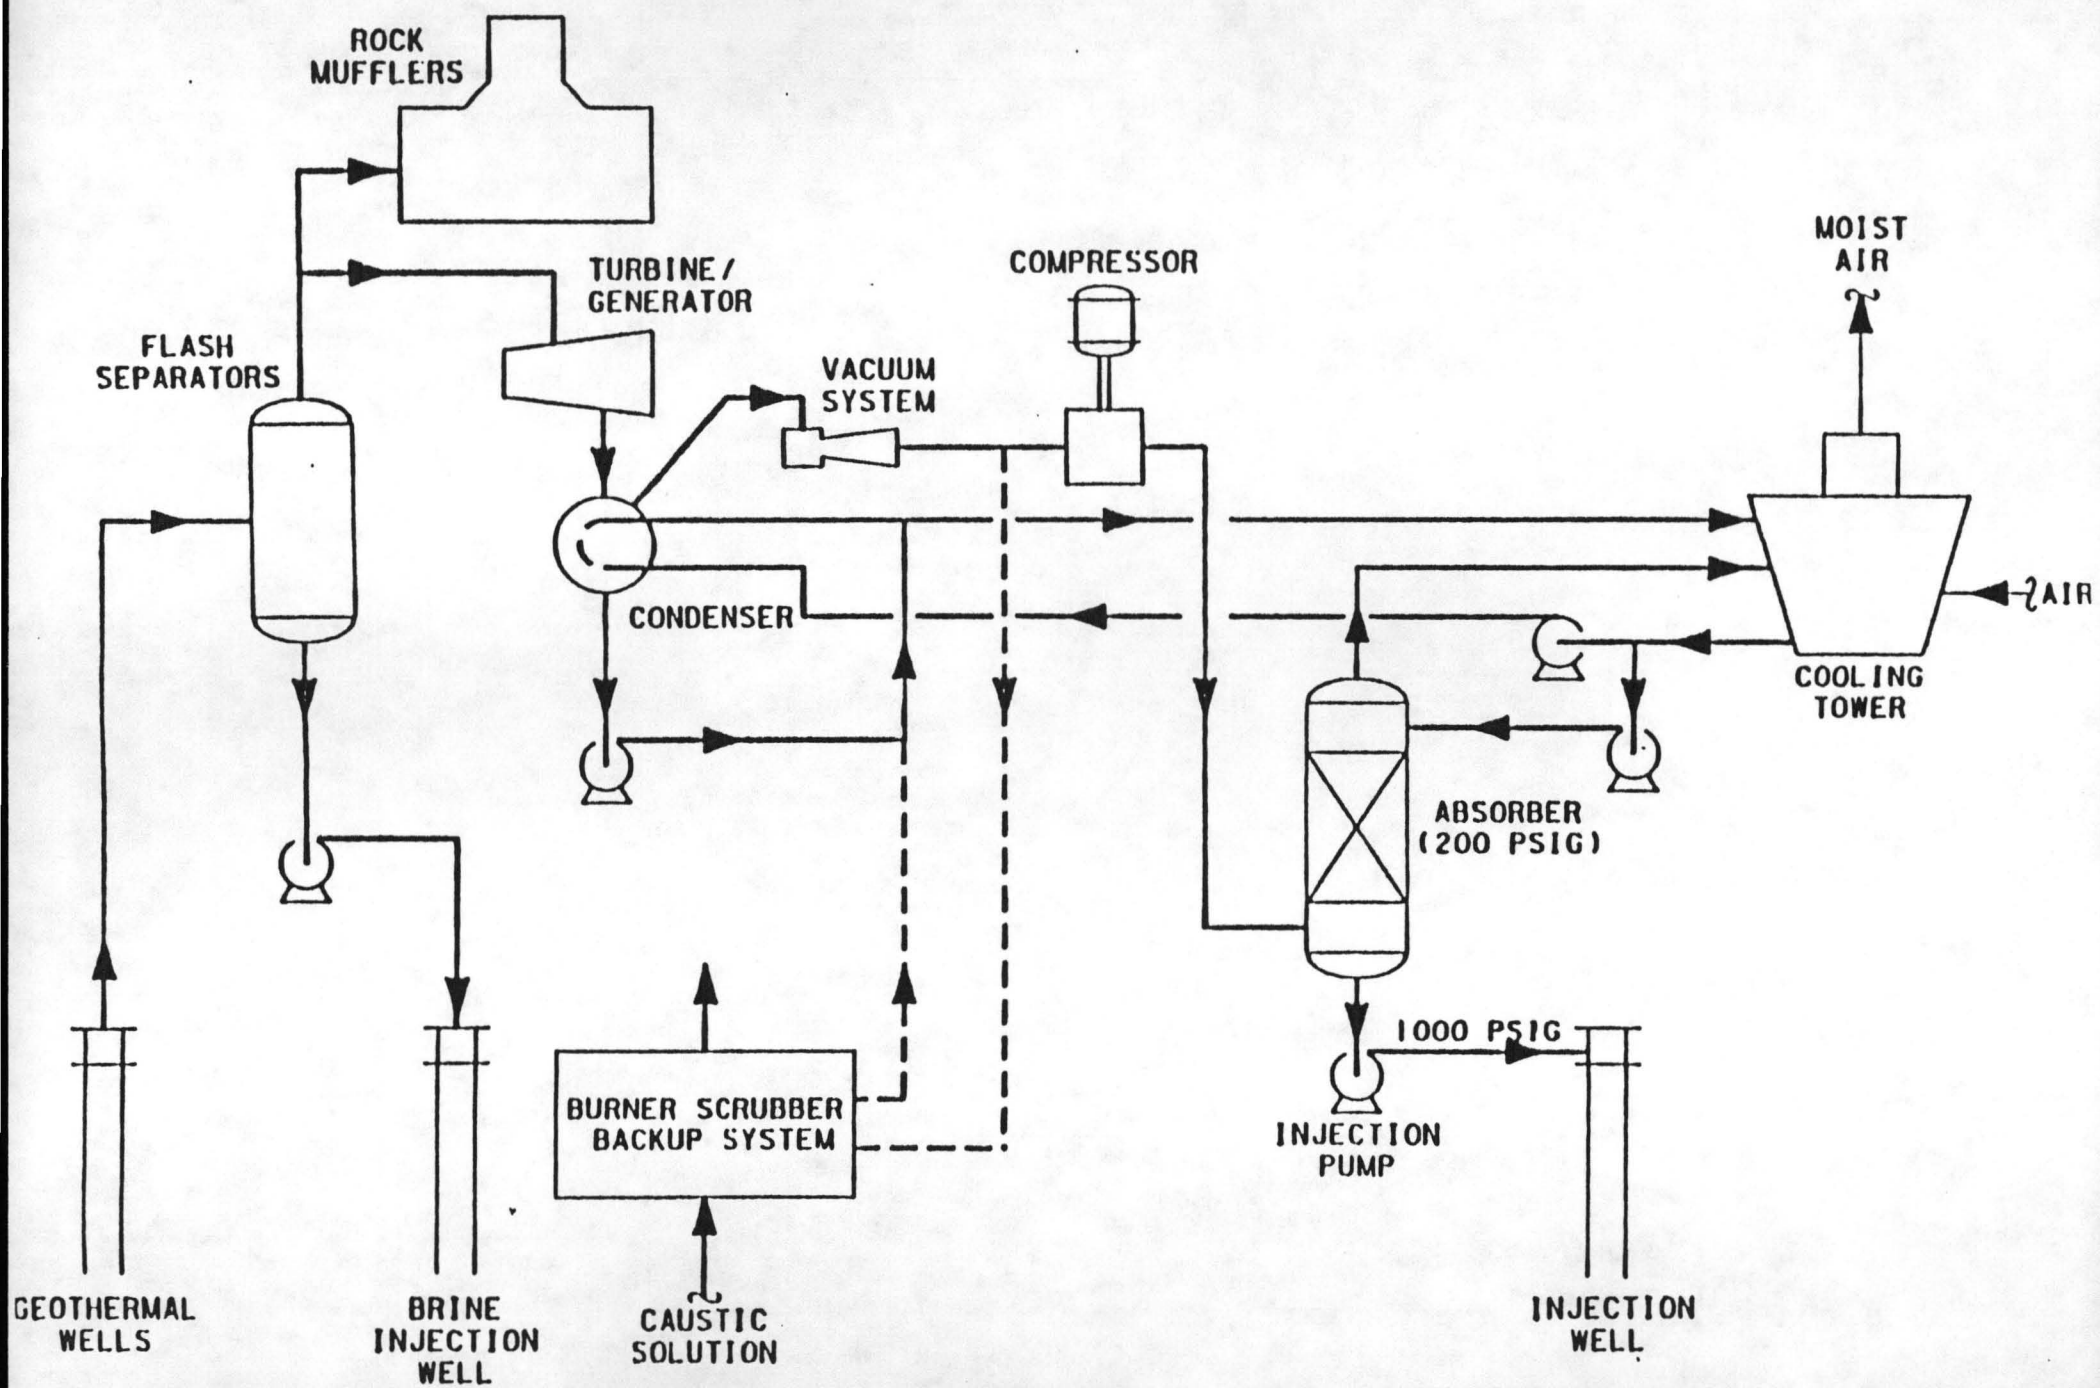 ROCK
MUFFLERS
TURBINE/
GENERATOR
FLASH
SEPARATORS
VACUUM
SYSTEM
COMPRESSOR
MOIST
AIR
AIR
CONDENSER
COOLING
TOWER
ABSORBER
(200 PSIG)
1000 PSIG
BURNER SCRUBBER
BACKUP SYSTEM
INJECTION
PUMP
GEOTHERMAL
WELLS
BRINE
INJECTION
WELL
CAUSTIC
SOLUTION
INJECTION
WELL